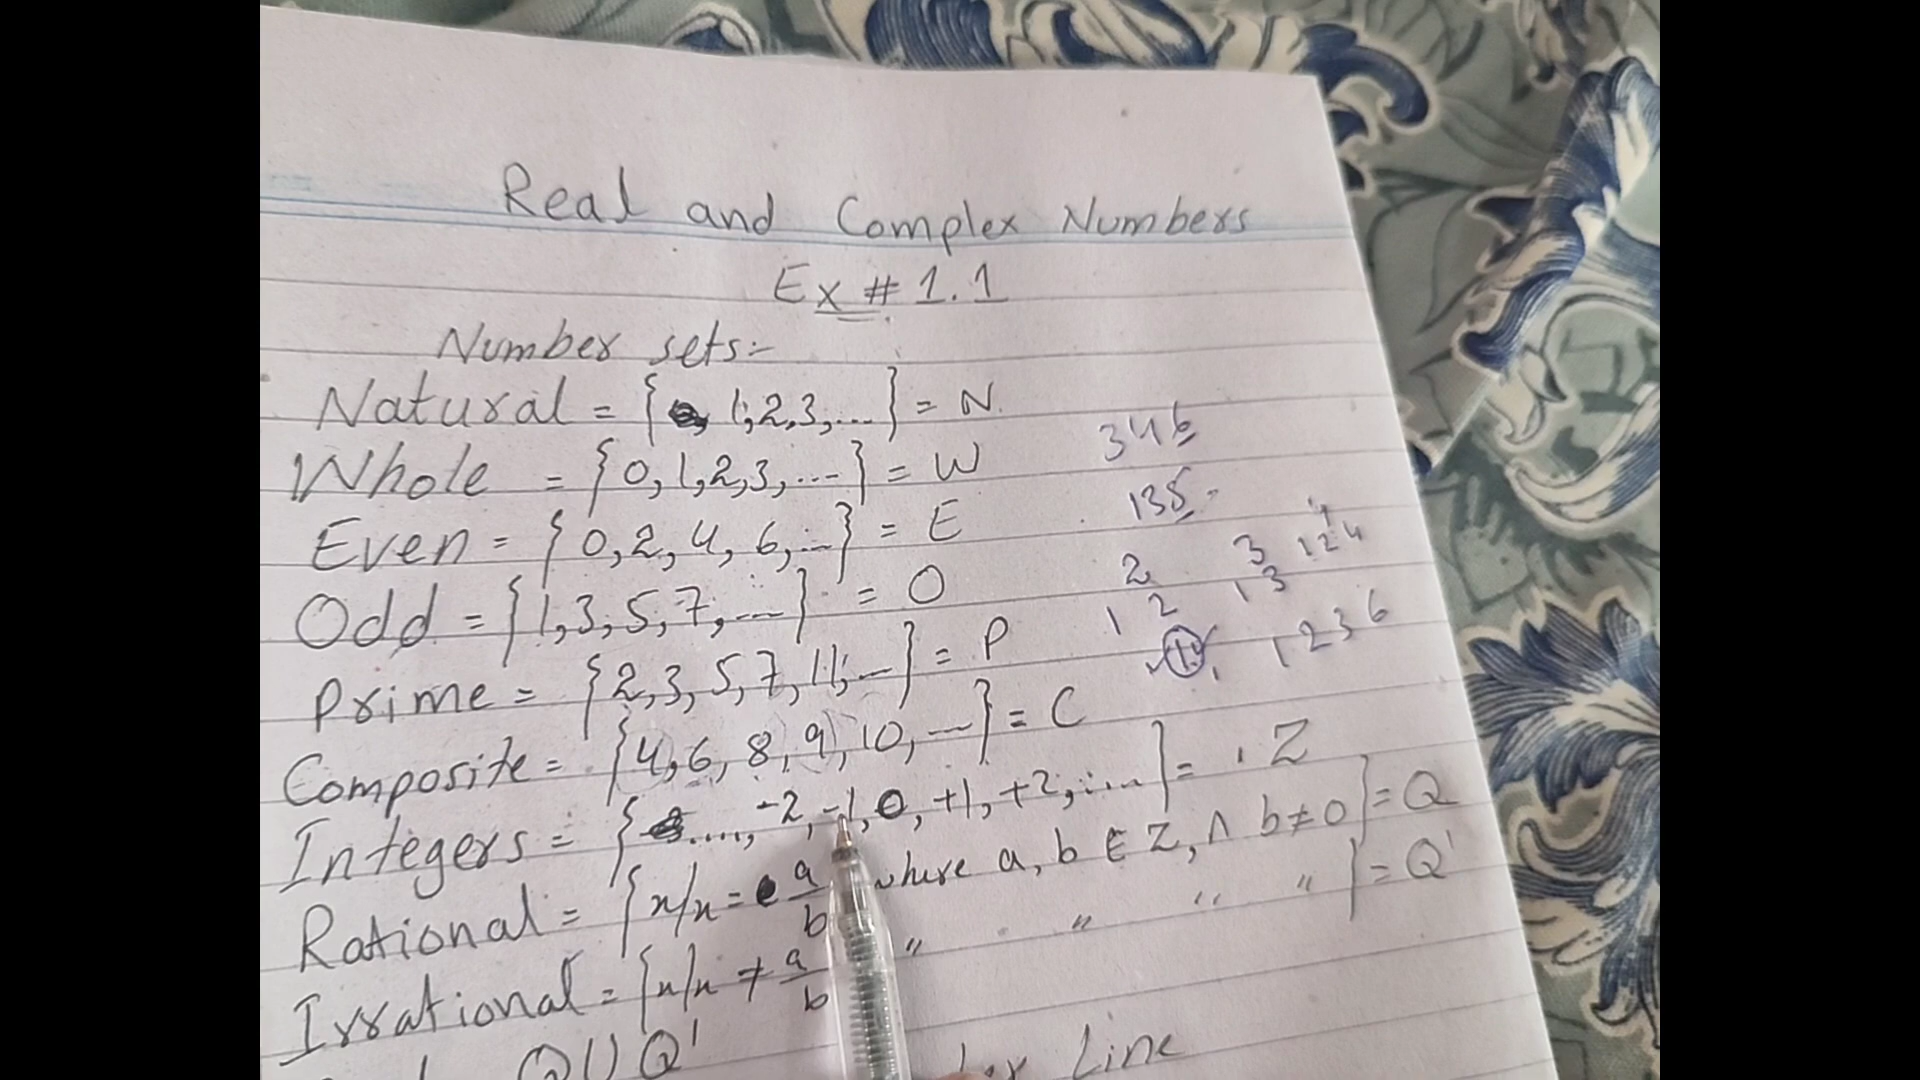 Real and Complex Numbers
Ex # 1.1
Number sets:-
Natural = { 1,2,3,...} = N
346
Whole = {0,1,2,3,...} = W
135
Even = {0,2,4,6,...} = E
2 3 4
1 2 1 3 1 2 4
Odd = {1,3,5,7,...} = O
1 2 3 6
Prime = {2,3,5,7,11,...} = P
Composite = {4,6,8,9,10,...} = C
Integers = {...,-2,-1,0,+1,+2,...} = Z
Rational = {x/x = a/b where a,b ∈ Z, ∧ b≠0} = Q
Irrational = {x/x ≠ a/b " " " "} = Q'
Q U Q'
Line